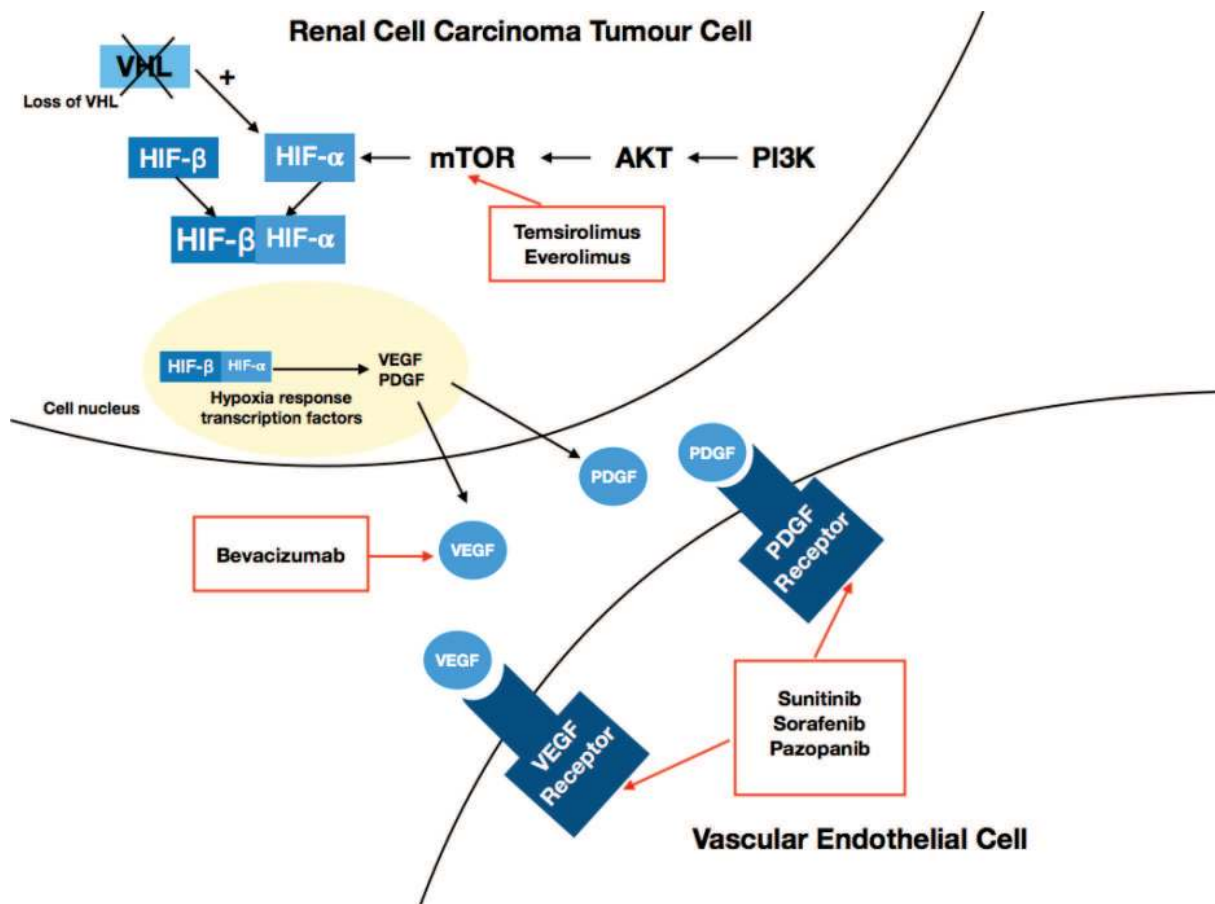 Renal Cell Carcinoma Tumour Cell
VHL
+
Loss of VHL
HIF-β
HIF-α
mTOR
AKT
PI3K
HIF-β HIF-α
Temsirolimus
Everolimus
HIF-β HIF-α
VEGF
PDGF
Hypoxia response
transcription factors
Cell nucleus
PDGF
PDGF
PDGF
Receptor
Bevacizumab
VEGF
VEGF
VEGF
Receptor
Sunitinib
Sorafenib
Pazopanib
Vascular Endothelial Cell